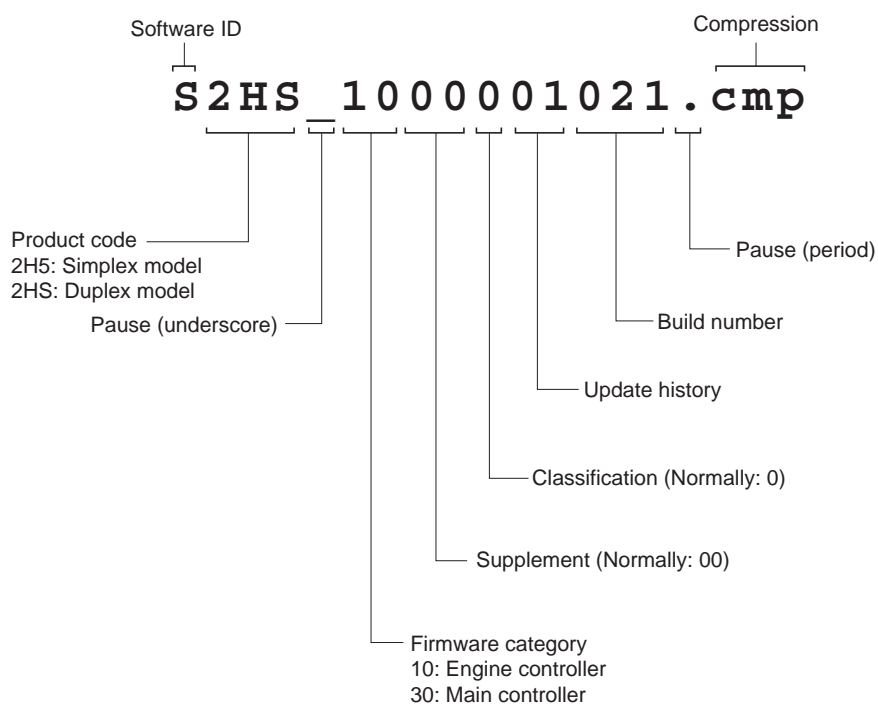 Software ID
Compression
S2HS_1000001021.cmp
Product code
2H5: Simplex model
2HS: Duplex model
Pause (period)
Pause (underscore)
Build number
Update history
Classification (Normally: 0)
Supplement (Normally: 00)
Firmware category
10: Engine controller
30: Main controller